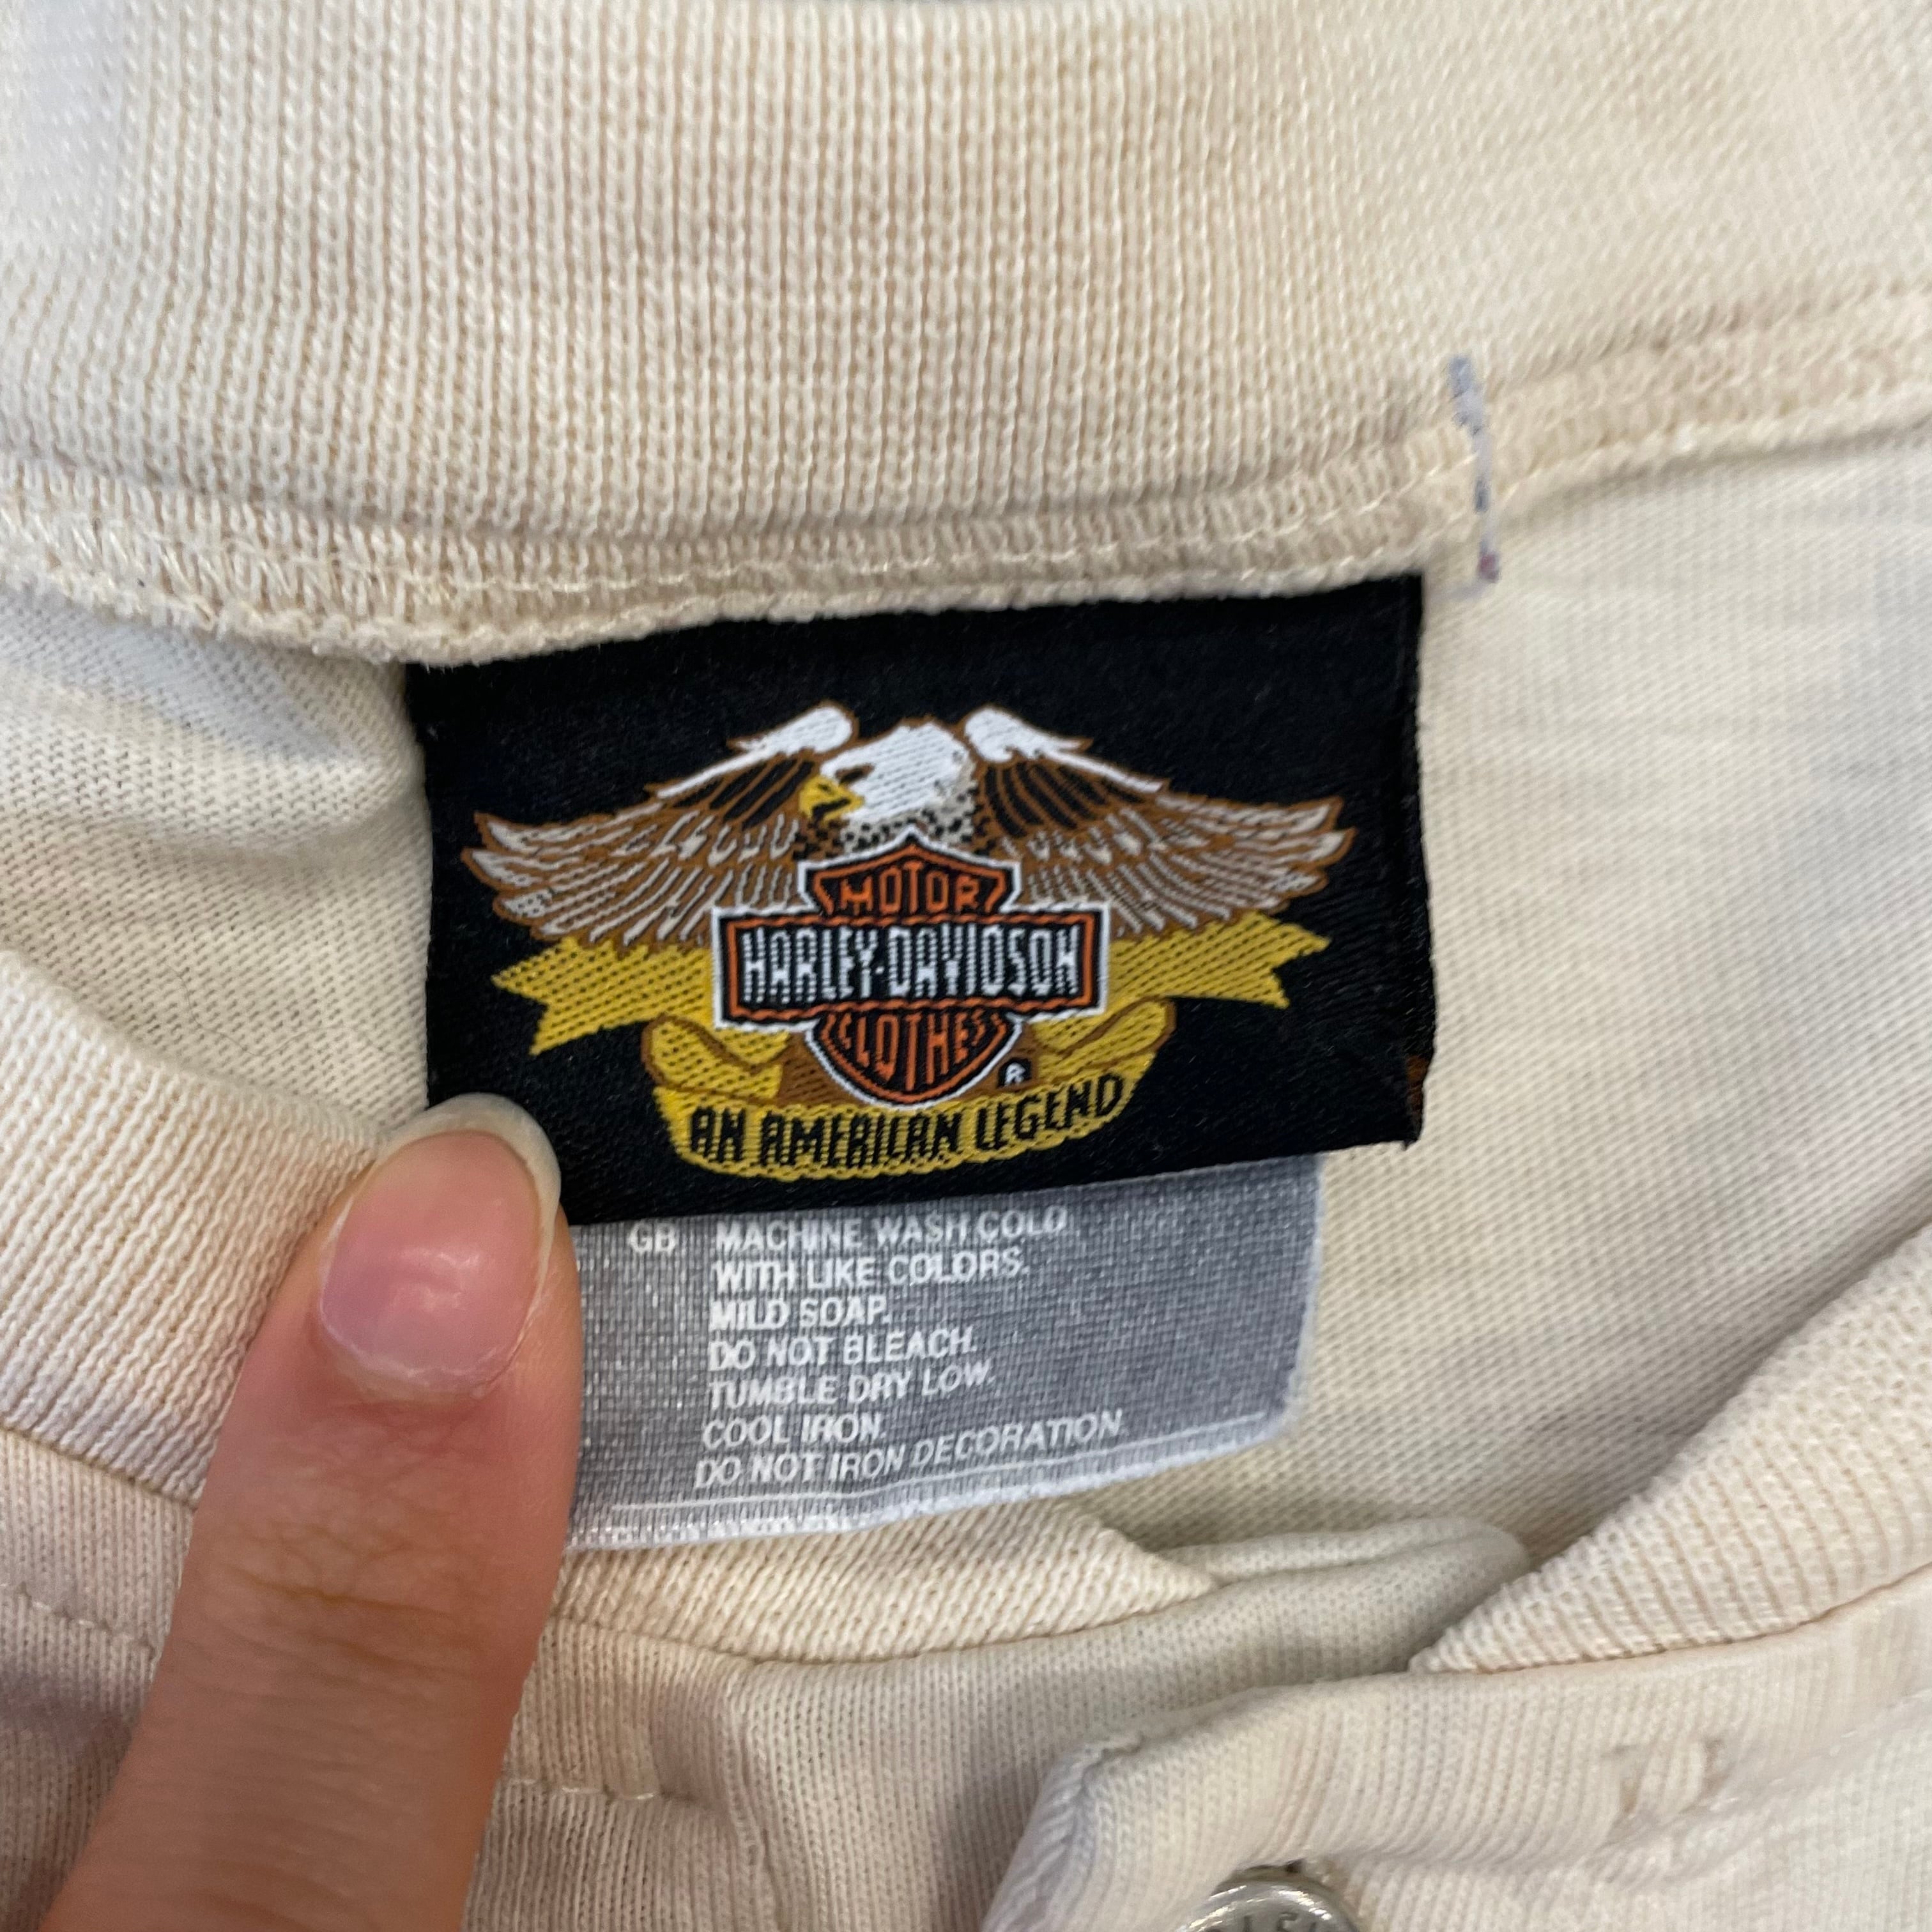 MOTOR
HARLEY-DAVIDSON
CLOTHES
®
AN AMERICAN LEGEND
GB MACHINE WASH COLD
WITH LIKE COLORS.
MILD SOAP.
DO NOT BLEACH.
TUMBLE DRY LOW.
COOL IRON.
DO NOT IRON DECORATION.